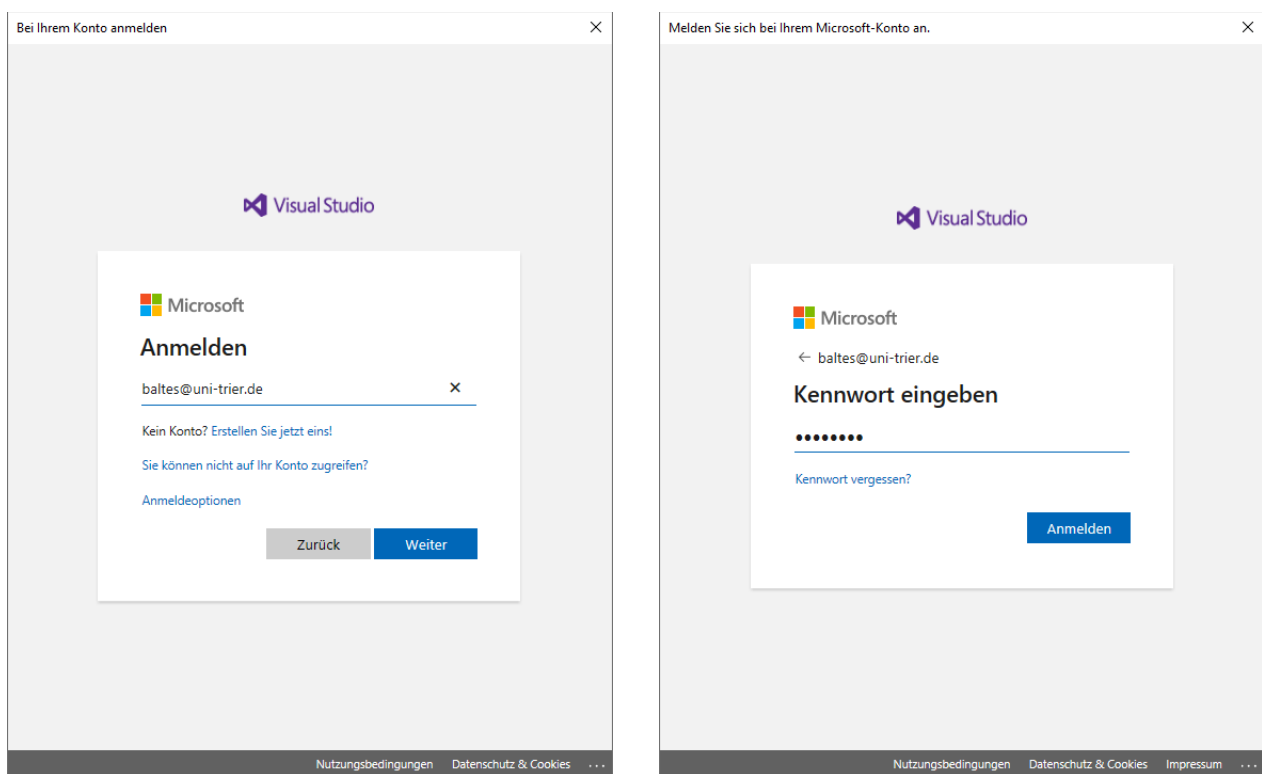 Bei Ihrem Konto anmelden
Visual Studio
Microsoft
Anmelden
baltes@uni-trier.de
Kein Konto? Erstellen Sie jetzt eins!
Sie können nicht auf Ihr Konto zugreifen?
Anmeldeoptionen
Zurück Weiter
Nutzungsbedingungen Datenschutz & Cookies ...
Melden Sie sich bei Ihrem Microsoft-Konto an.
Visual Studio
Microsoft
baltes@uni-trier.de
Kennwort eingeben
••••••••
Kennwort vergessen?
Anmelden
Nutzungsbedingungen Datenschutz & Cookies Impressum ...